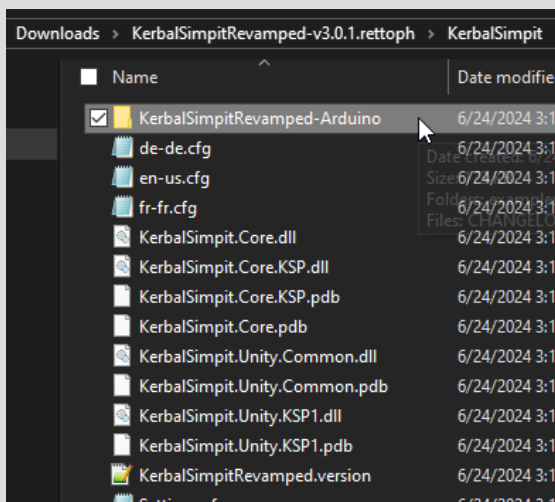 Downloads > KerbalSimpitRevamped-v3.0.1.rettoph > KerbalSimpit
Name Date modifie
KerbalSimpitRevamped-Arduino 6/24/2024 3:1
de-de.cfg 6/24/2024 3:1
en-us.cfg 6/24/2024 3:1
fr-fr.cfg 6/24/2024 3:1
KerbalSimpit.Core.dll 6/24/2024 3:1
KerbalSimpit.Core.KSP.dll 6/24/2024 3:1
KerbalSimpit.Core.KSP.pdb 6/24/2024 3:1
KerbalSimpit.Core.pdb 6/24/2024 3:1
KerbalSimpit.Unity.Common.dll 6/24/2024 3:1
KerbalSimpit.Unity.Common.pdb 6/24/2024 3:1
KerbalSimpit.Unity.KSP1.dll 6/24/2024 3:1
KerbalSimpit.Unity.KSP1.pdb 6/24/2024 3:1
KerbalSimpitRevamped.version 6/24/2024 3:1